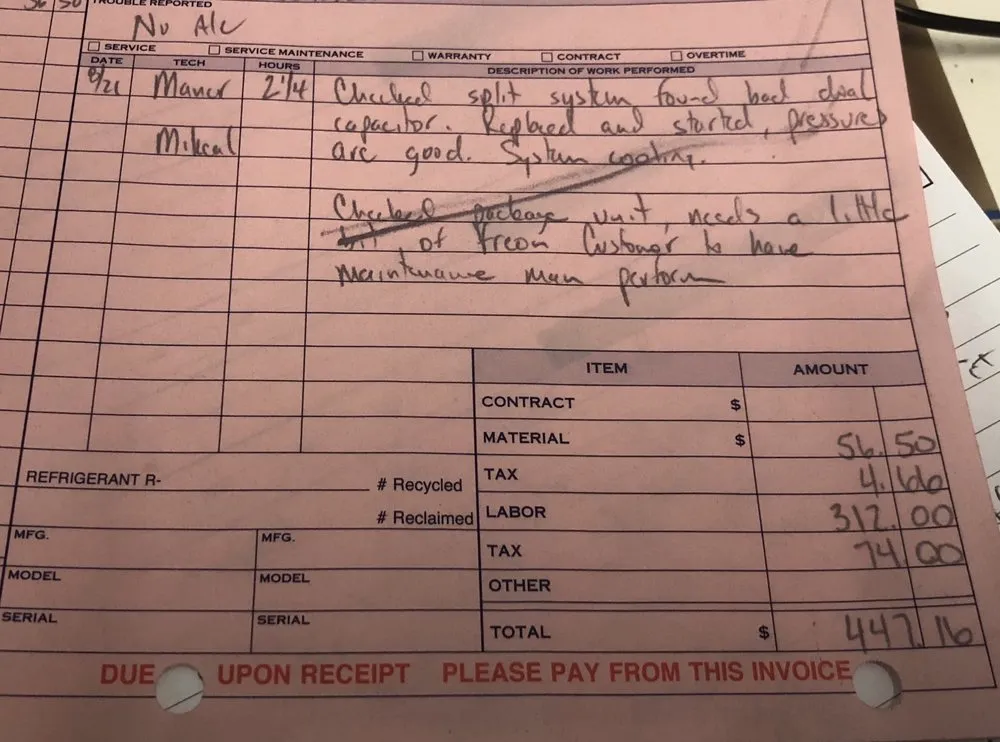 TROUBLE REPORTED
No A/c
SERVICE SERVICE MAINTENANCE WARRANTY CONTRACT OVERTIME
DATE TECH HOURS DESCRIPTION OF WORK PERFORMED
8/21 2 1/4 Checked split system found bad dual
capacitor. Replaced and started, pressures
are good. System cooling.
Checked package unit, needs a little
bit of freon Customer to have
maintenance man perform
ITEM AMOUNT
CONTRACT $
MATERIAL $ 56.50
TAX 4.66
LABOR 312.00
TAX 74.00
OTHER
TOTAL $ 447.16
REFRIGERANT R-
# Recycled
# Reclaimed
MFG. MFG.
MODEL MODEL
SERIAL SERIAL
DUE UPON RECEIPT PLEASE PAY FROM THIS INVOICE